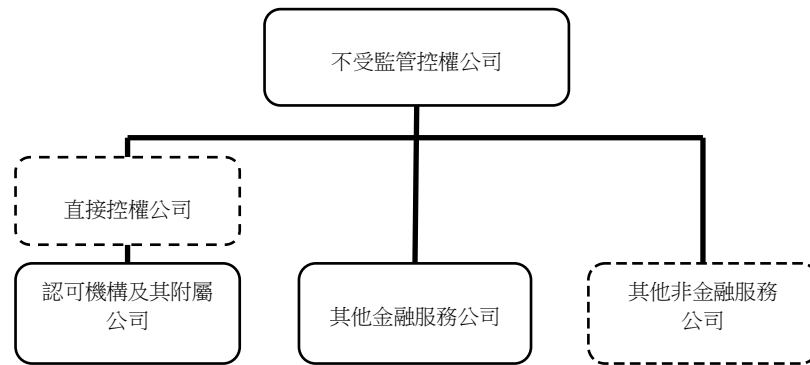 不受監管控權公司
直接控權公司
認可機構及其附屬
公司
其他金融服務公司
其他非金融服務
公司